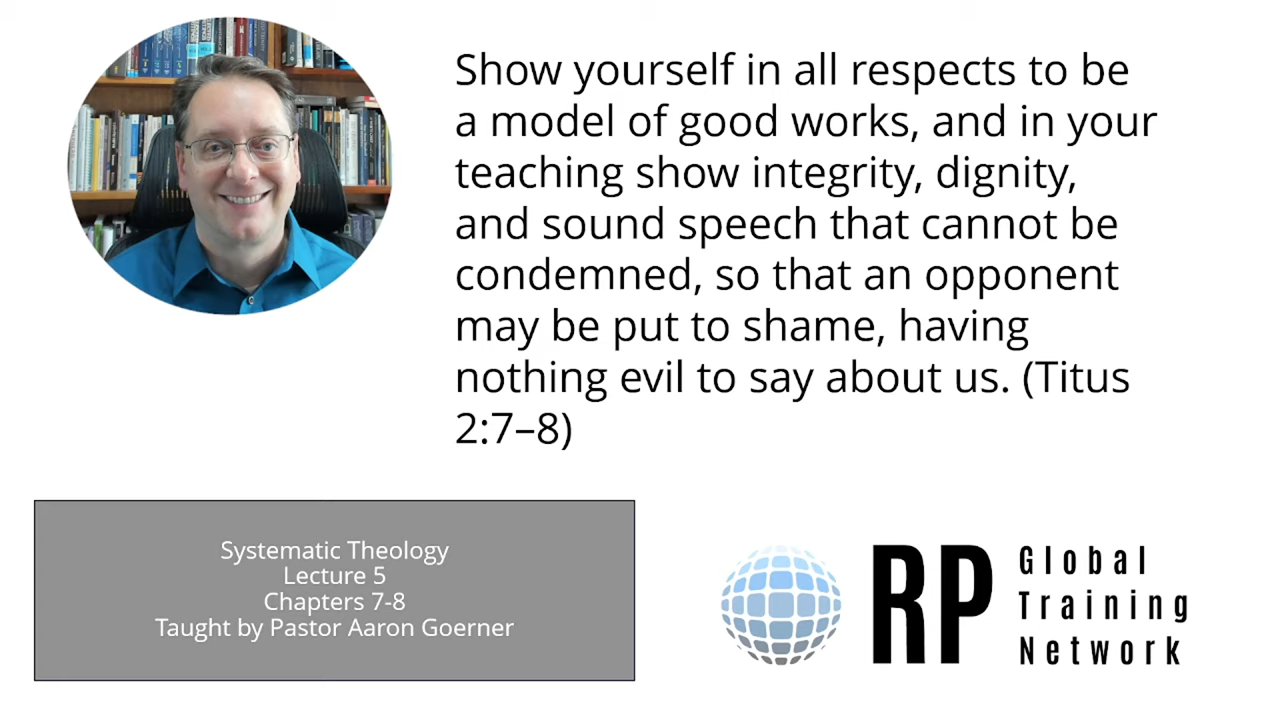 Show yourself in all respects to be
a model of good works, and in your
teaching show integrity, dignity,
and sound speech that cannot be
condemned, so that an opponent
may be put to shame, having
nothing evil to say about us. (Titus
2:7–8)
Systematic Theology
Lecture 5
Chapters 7-8
Taught by Pastor Aaron Goerner
RP
Global
Training
Network